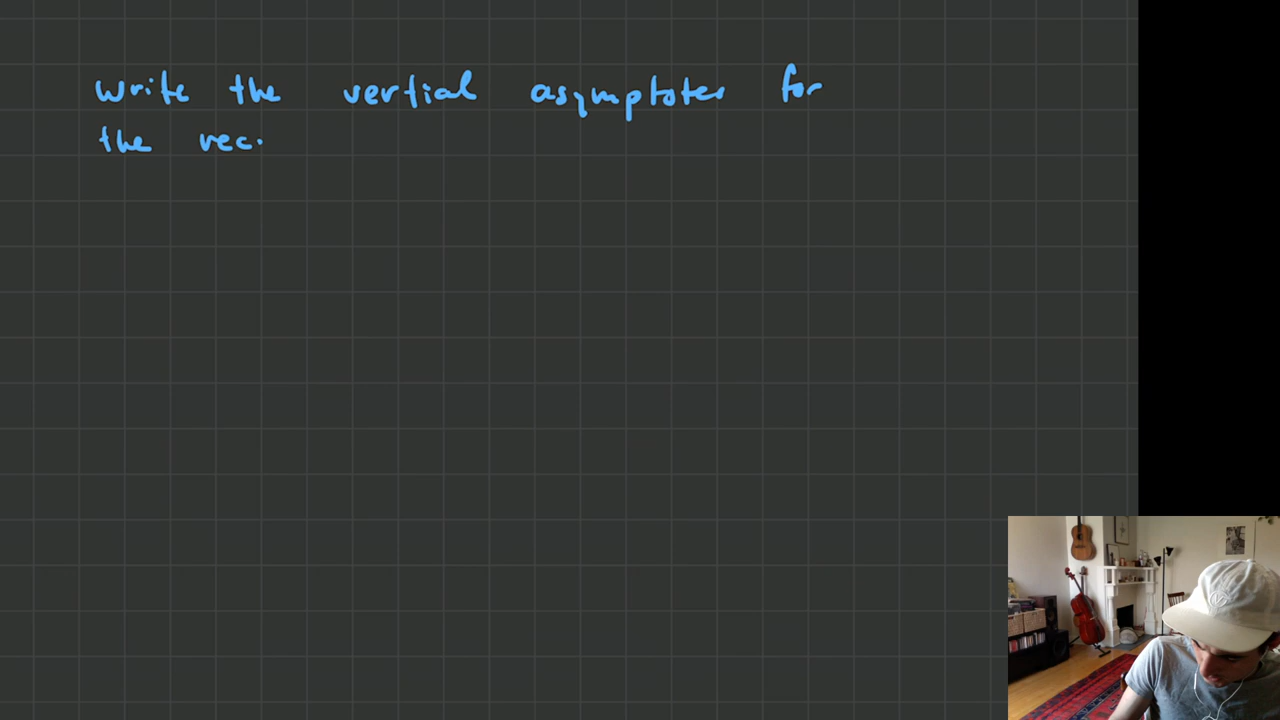 write the vertial asymptotes for
the rec.